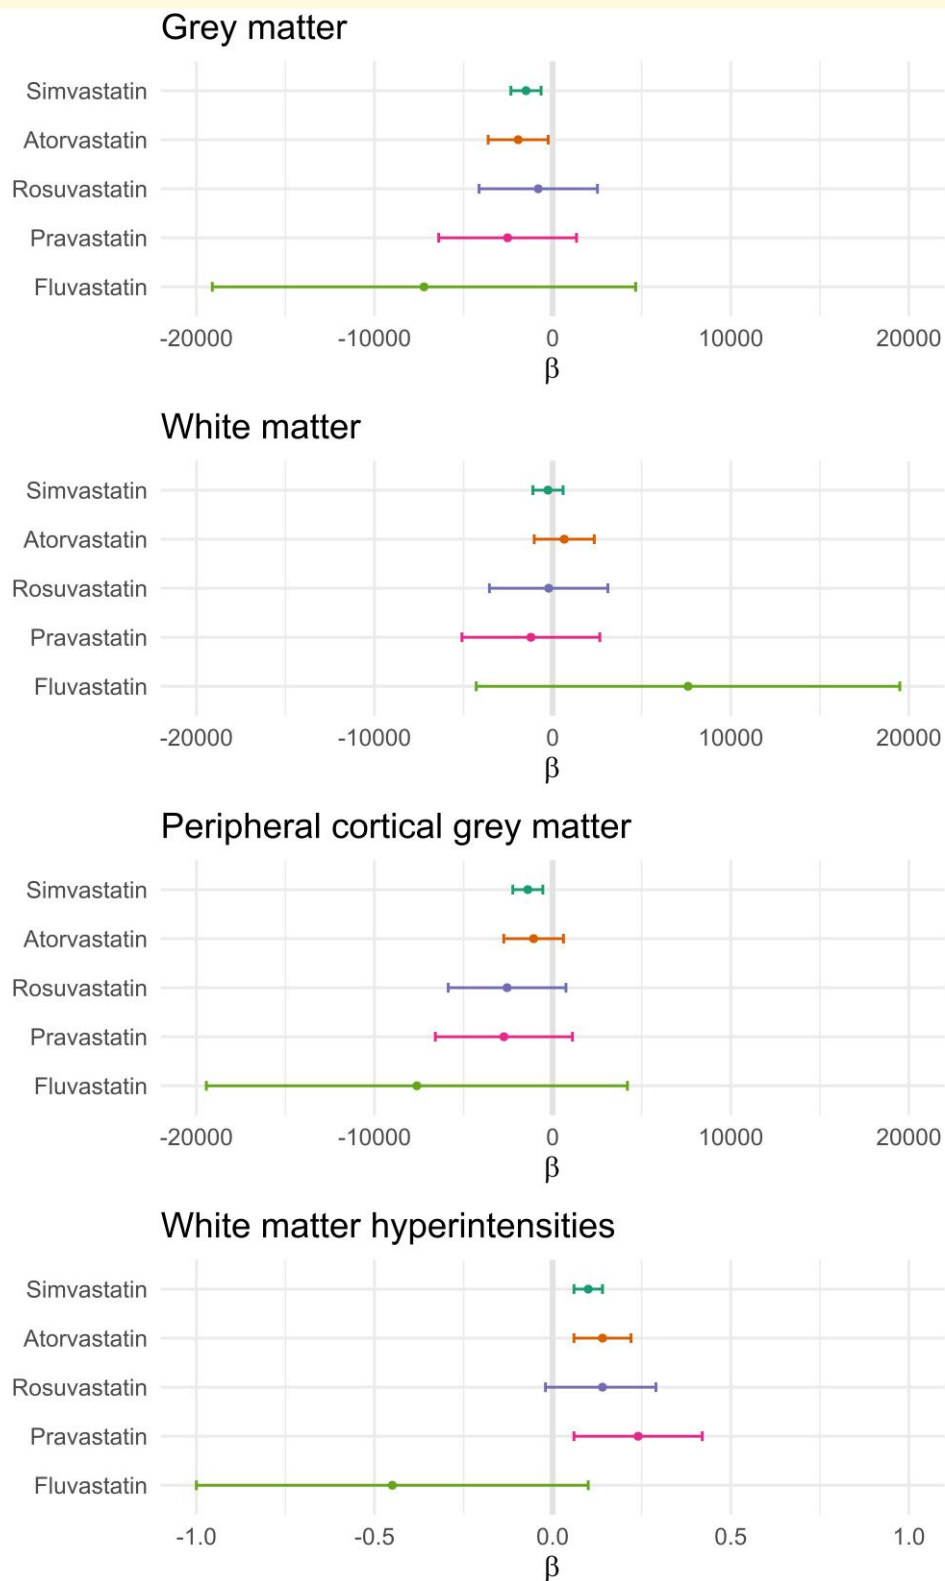 Grey matter
Simvastatin
Atorvastatin
Rosuvastatin
Pravastatin
Fluvastatin
-20000 -10000 0 10000 20000
β
White matter
Simvastatin
Atorvastatin
Rosuvastatin
Pravastatin
Fluvastatin
-20000 -10000 0 10000 20000
β
Peripheral cortical grey matter
Simvastatin
Atorvastatin
Rosuvastatin
Pravastatin
Fluvastatin
-20000 -10000 0 10000 20000
β
White matter hyperintensities
Simvastatin
Atorvastatin
Rosuvastatin
Pravastatin
Fluvastatin
-1.0 -0.5 0.0 0.5 1.0
β